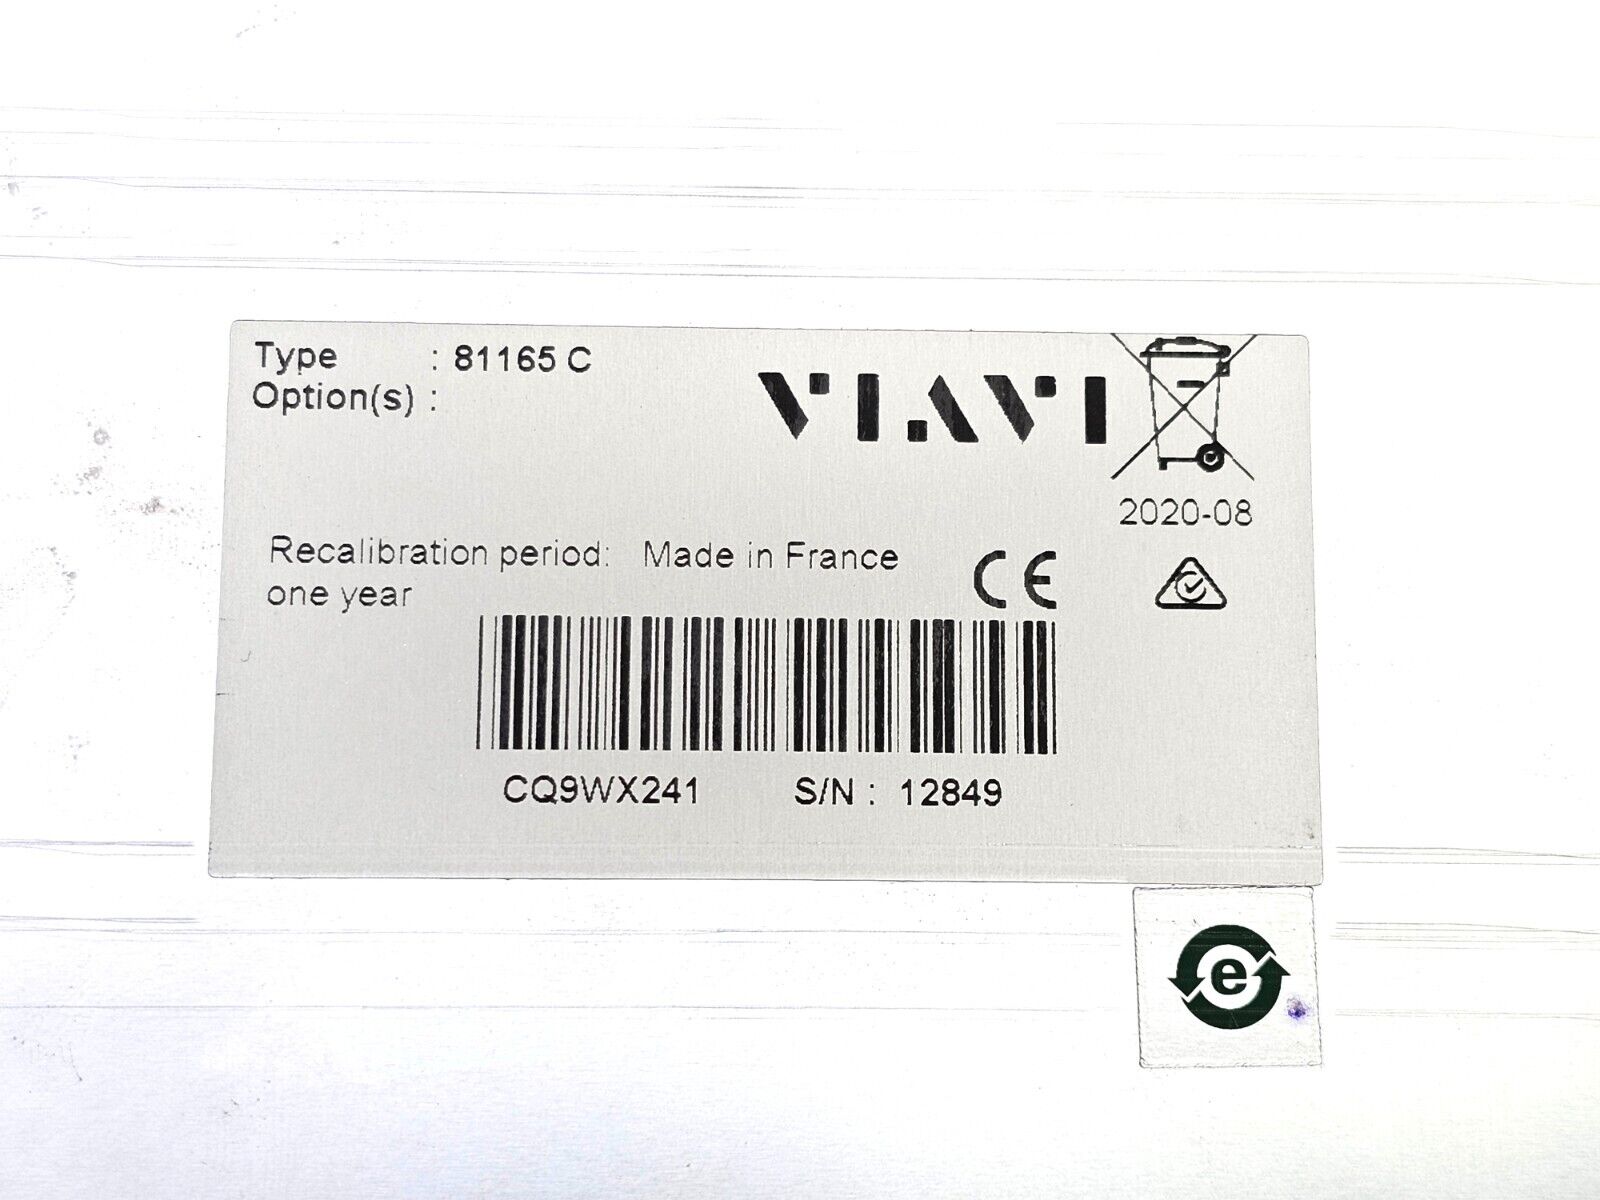 Type : 81165 C
Option(s) :
VIAVI
2020-08
Recalibration period: Made in France
one year
CE
CQ9WX241 S/N : 12849
e